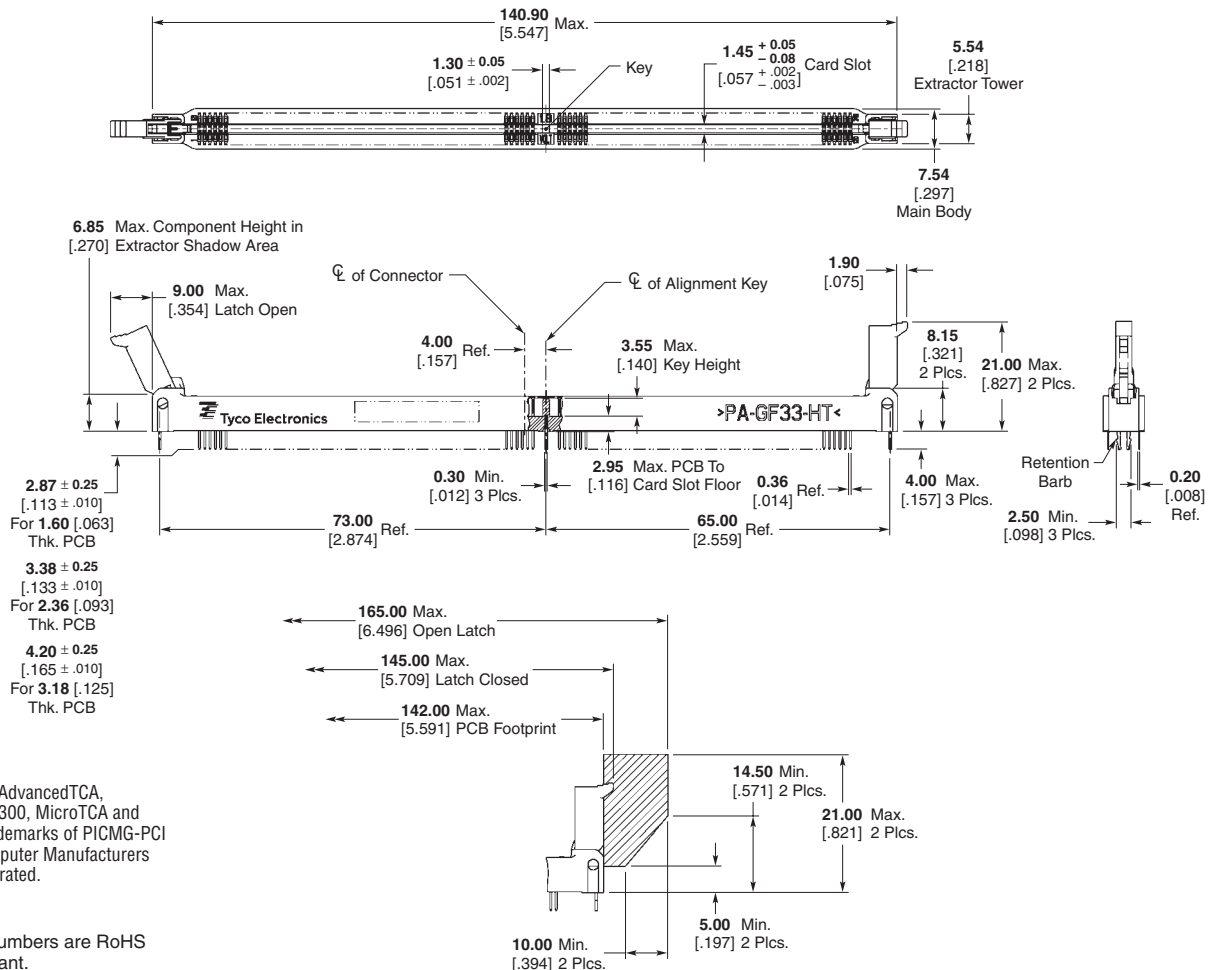 140.90 Max.
[5.547]
1.30 ± 0.05
[.051 ± .002]
Key
1.45 + 0.05 − 0.08 Card Slot
[.057 + .002 − .003]
5.54
[.218]
Extractor Tower
7.54
[.297]
Main Body
6.85 Max. Component Height in
[.270] Extractor Shadow Area
℄ of Connector
℄ of Alignment Key
1.90
[.075]
9.00 Max.
[.354] Latch Open
4.00 Ref.
[.157]
3.55 Max.
[.140] Key Height
8.15
[.321]
2 Plcs.
21.00 Max.
[.827] 2 Plcs.
Tyco Electronics
>PA-GF33-HT<
2.87 ± 0.25
[.113 ± .010]
For 1.60 [.063]
Thk. PCB
3.38 ± 0.25
[.133 ± .010]
For 2.36 [.093]
Thk. PCB
4.20 ± 0.25
[.165 ± .010]
For 3.18 [.125]
Thk. PCB
0.30 Min.
[.012] 3 Plcs.
2.95 Max. PCB To
[.116] Card Slot Floor
0.36 Ref.
[.014]
4.00 Max.
[.157] 3 Plcs.
Retention
Barb
0.20
[.008]
Ref.
2.50 Min.
[.098] 3 Plcs.
73.00 Ref.
[2.874]
65.00 Ref.
[2.559]
165.00 Max.
[6.496] Open Latch
145.00 Max.
[5.709] Latch Closed
142.00 Max.
[5.591] PCB Footprint
14.50 Min.
[.571] 2 Plcs.
21.00 Max.
[.821] 2 Plcs.
5.00 Min.
[.197] 2 Plcs.
10.00 Min.
[.394] 2 Plcs.
AdvancedTCA,
300, MicroTCA and
demarks of PICMG-PCI
puter Manufacturers
rated.
umbers are RoHS
ant.